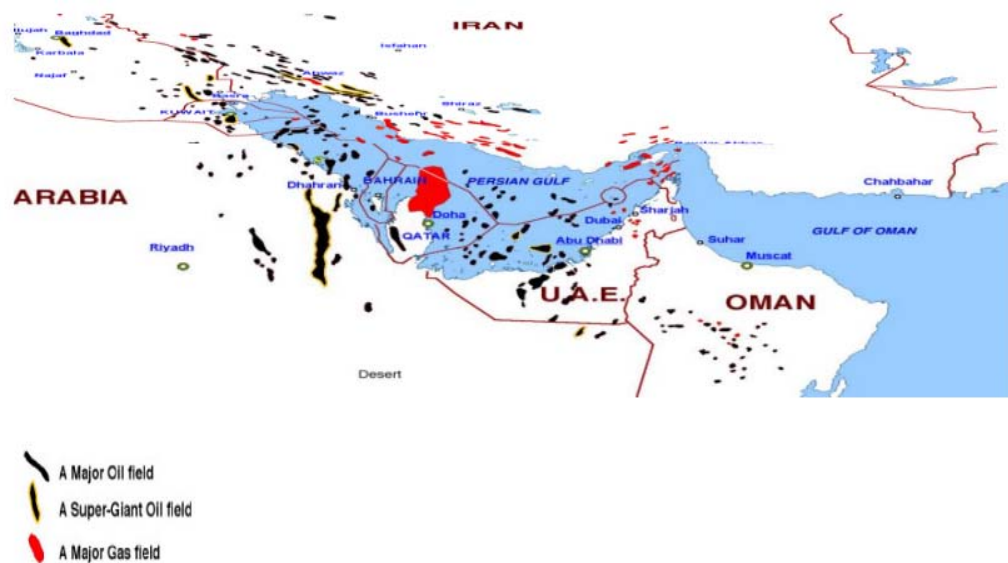 IRAN
Baghdad
Isfahan
Karbala
Najaf
Ahwaz
Basra
Shiraz
KUWAIT
Bushehr
ARABIA
Dhahran
BAHRAIN
PERSIAN GULF
Chahbahar
Doha
Sharjah
Dubai
QATAR
GULF OF OMAN
Riyadh
Abu Dhabi
Suhar
Muscat
U.A.E.
OMAN
Desert
A Major Oil field
A Super-Giant Oil field
A Major Gas field